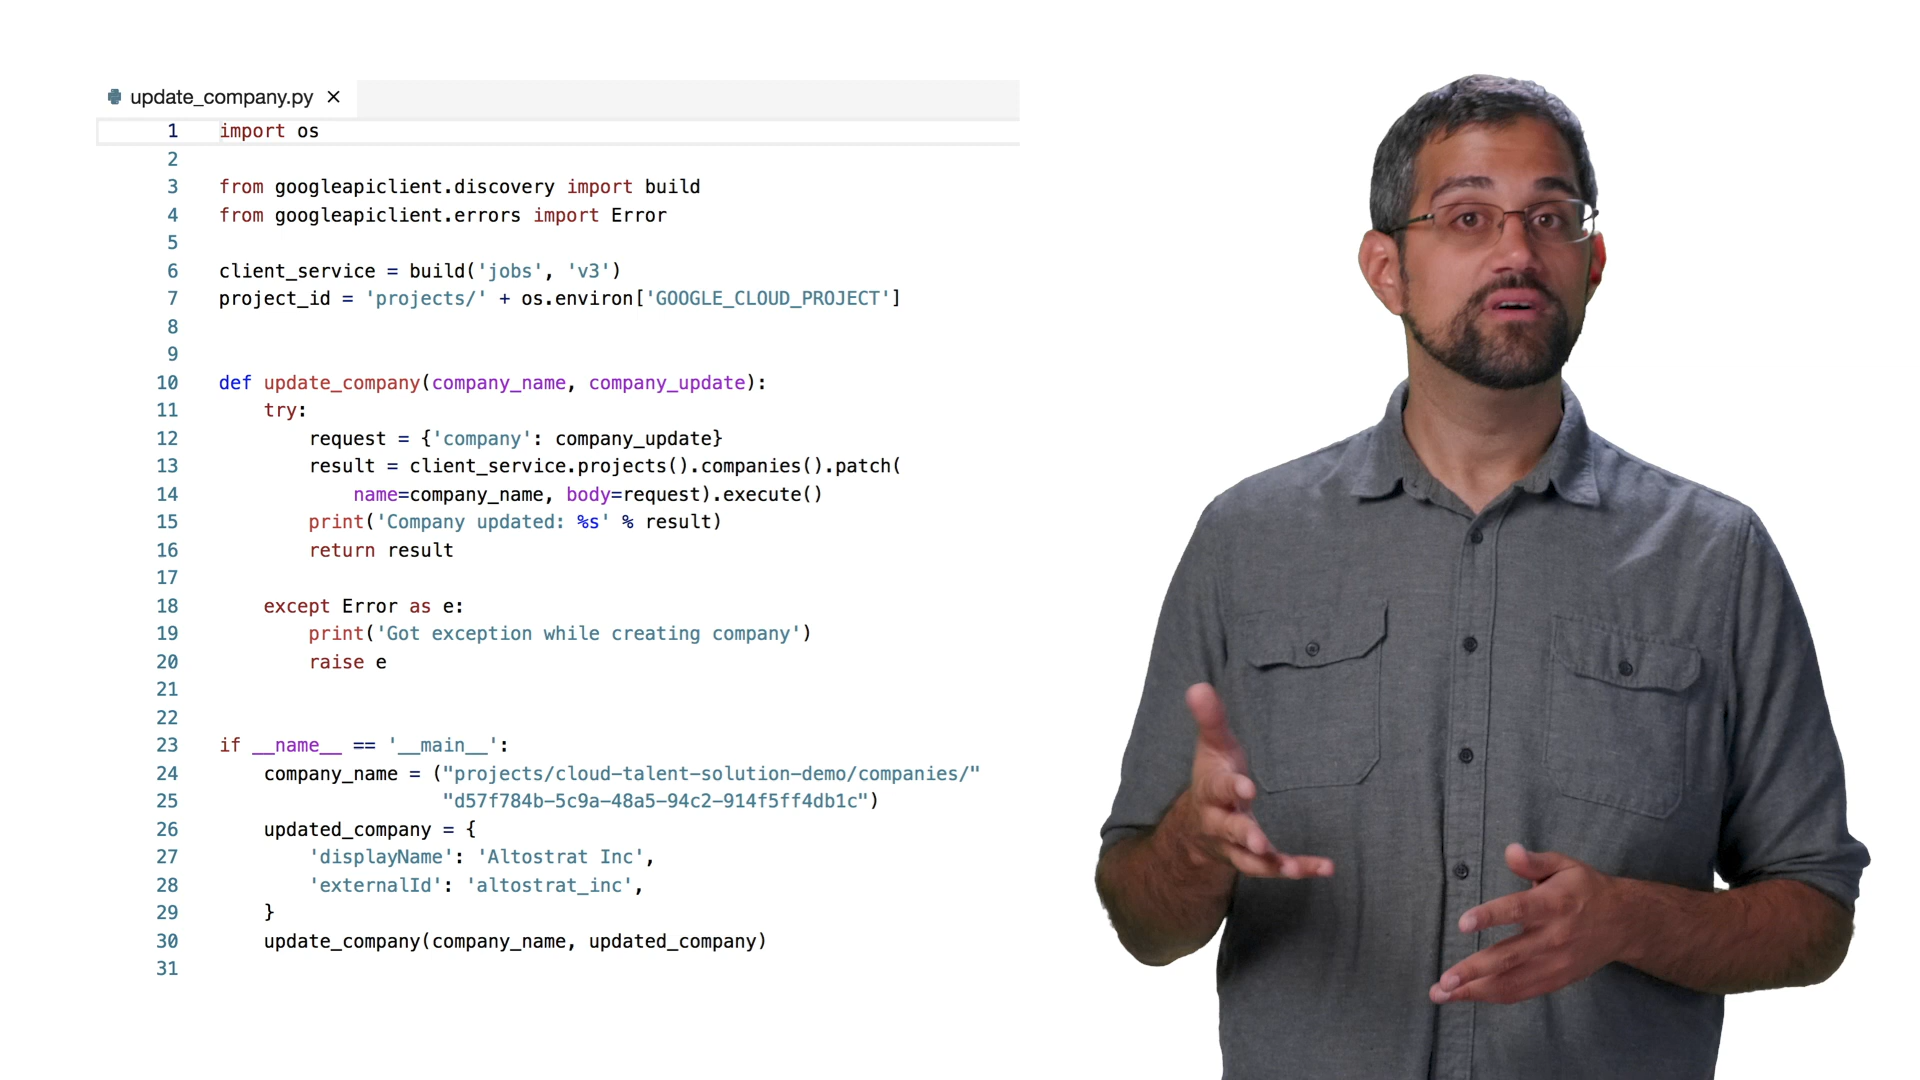 update_company.py ×
1 import os
2
3 from googleapiclient.discovery import build
4 from googleapiclient.errors import Error
5
6 client_service = build('jobs', 'v3')
7 project_id = 'projects/' + os.environ['GOOGLE_CLOUD_PROJECT']
8
9
10 def update_company(company_name, company_update):
11     try:
12         request = {'company': company_update}
13         result = client_service.projects().companies().patch(
14             name=company_name, body=request).execute()
15         print('Company updated: %s' % result)
16         return result
17
18     except Error as e:
19         print('Got exception while creating company')
20         raise e
21
22
23 if __name__ == '__main__':
24     company_name = ("projects/cloud-talent-solution-demo/companies/"
25                     "d57f784b-5c9a-48a5-94c2-914f5ff4db1c")
26     updated_company = {
27         'displayName': 'Altostrat Inc',
28         'externalId': 'altostrat_inc',
29     }
30     update_company(company_name, updated_company)
31